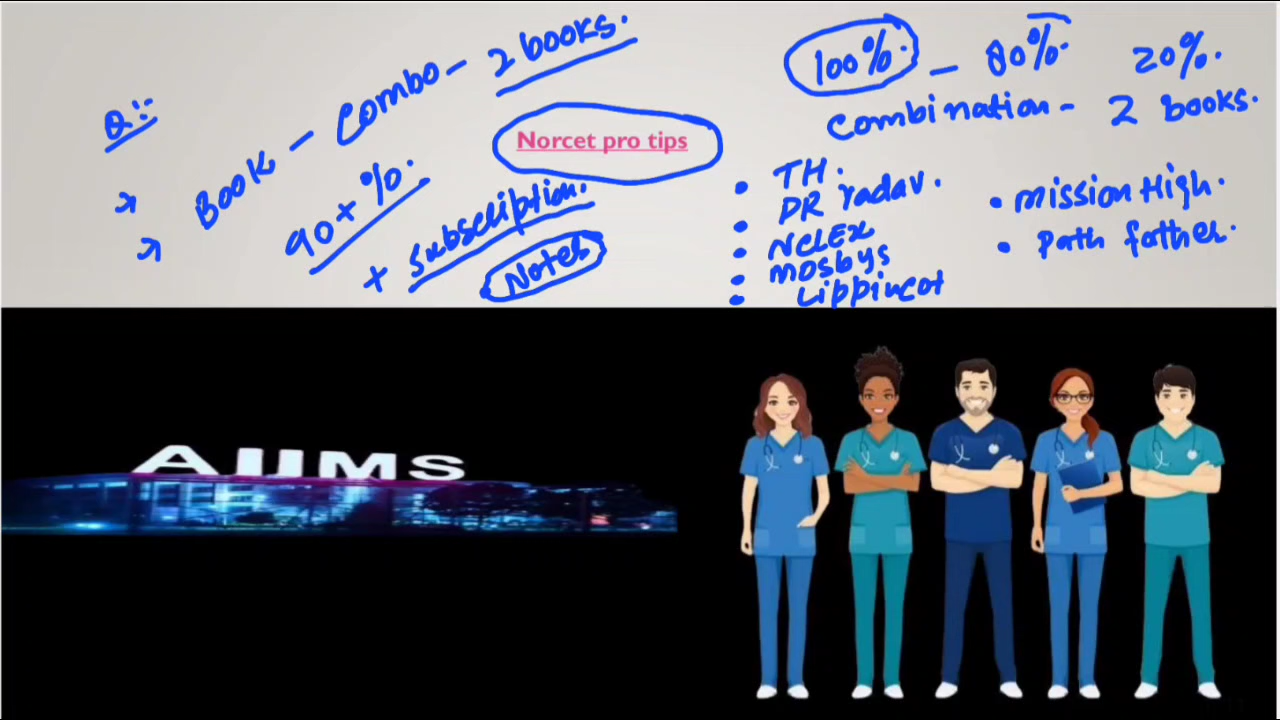 Q:-
→ Book - Combo - 2 books.
→ 90+%.
+ subscliption.
Notes
Norcet pro tips
100%. - 80%. 20%.
Combination - 2 books.
• TH.
• DR Yadav.
• NCLEX
• mosbys
• Lippincot
• mission High.
• Path father.
AIIMS